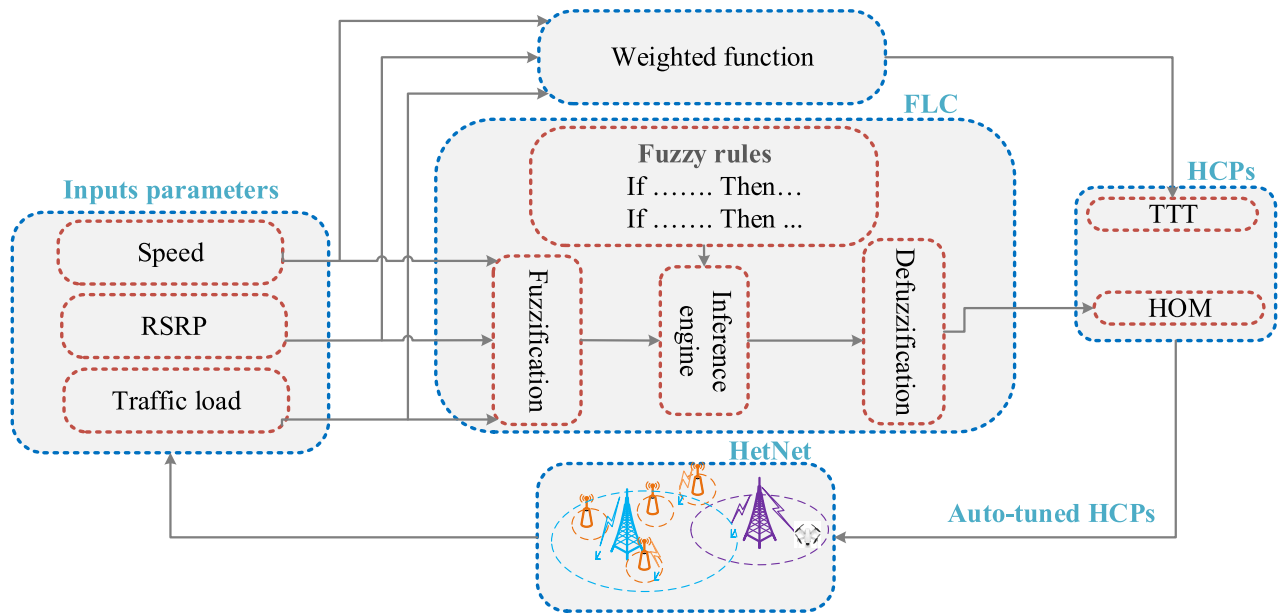 Weighted function
FLC
Fuzzy rules
If ……. Then…
If ……. Then ...
Inputs parameters
Speed
RSRP
Traffic load
Fuzzification
Inference
engine
Defuzzification
HCPs
TTT
HOM
HetNet
Auto-tuned HCPs